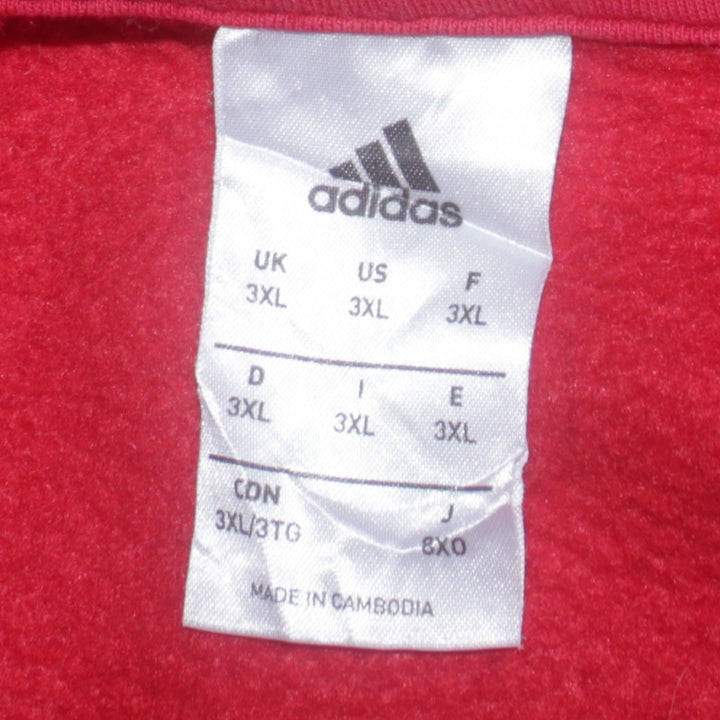 adidas
UK US F
3XL 3XL 3XL
D I E
3XL 3XL 3XL
CDN J
3XL/3TG 8XO
MADE IN CAMBODIA